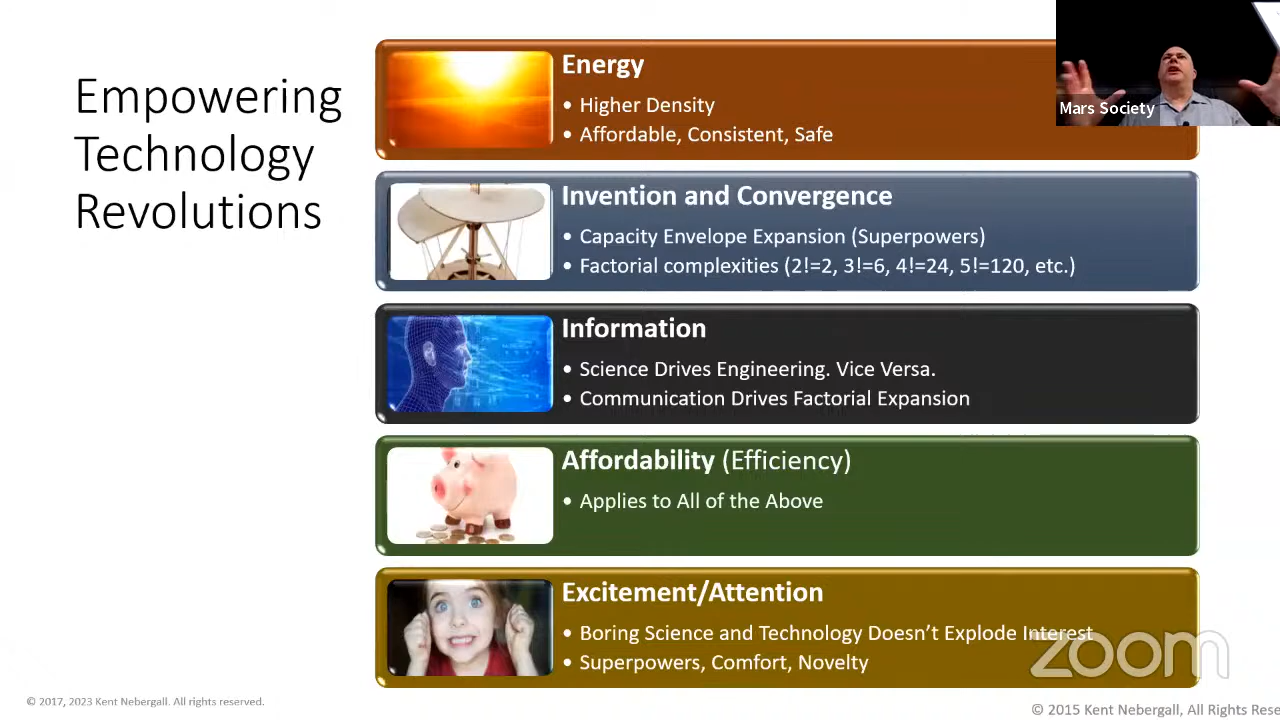 Empowering
Technology
Revolutions
Energy
• Higher Density
• Affordable, Consistent, Safe
Mars Society
Invention and Convergence
• Capacity Envelope Expansion (Superpowers)
• Factorial complexities (2!=2, 3!=6, 4!=24, 5!=120, etc.)
Information
• Science Drives Engineering. Vice Versa.
• Communication Drives Factorial Expansion
Affordability (Efficiency)
• Applies to All of the Above
Excitement/Attention
• Boring Science and Technology Doesn't Explode Interest
• Superpowers, Comfort, Novelty
zoom
© 2017, 2023 Kent Nebergall. All rights reserved.
© 2015 Kent Nebergall, All Rights Rese